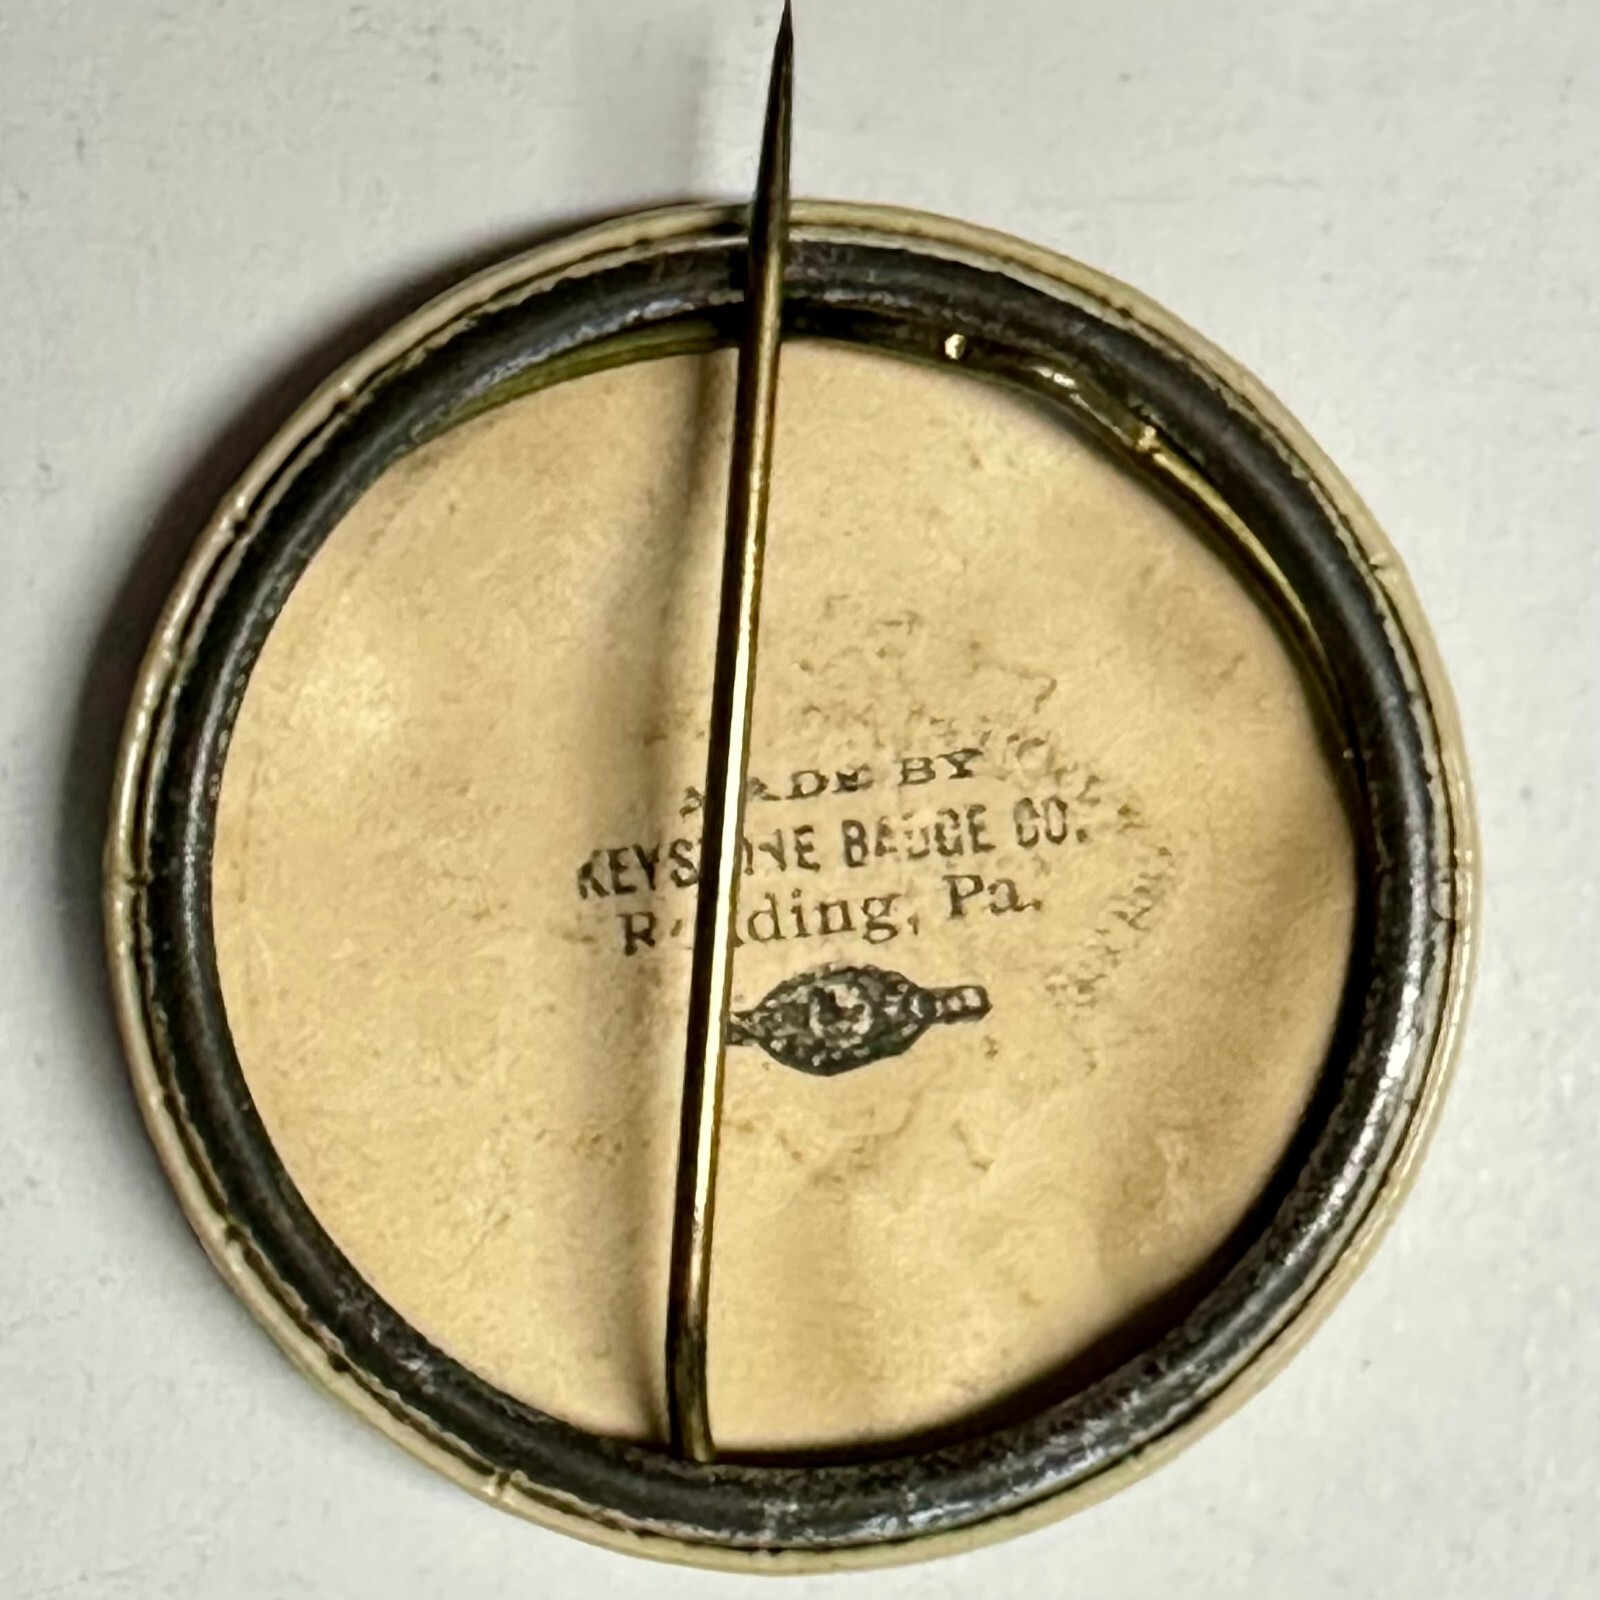 MADE BY
KEYSTONE BADGE CO.
Reading, Pa.